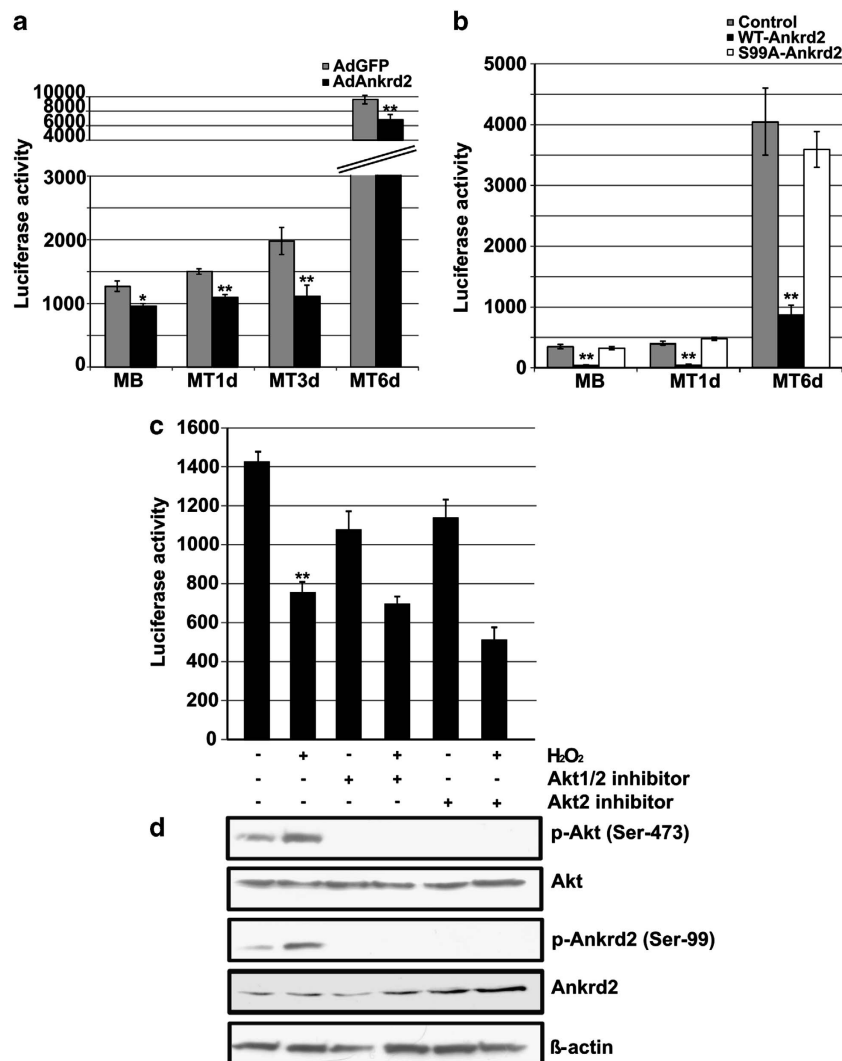 a
AdGFP
AdAnkrd2
10000
8000
6000
4000
3000
2000
1000
0
Luciferase activity
**
*
**
**
MB MT1d MT3d MT6d
b
Control
WT-Ankrd2
S99A-Ankrd2
5000
4000
3000
2000
1000
0
Luciferase activity
**
**
**
MB MT1d MT6d
c
1600
1400
1200
1000
800
600
400
200
0
Luciferase activity
**
- + - + - + H₂O₂
- - + + - - Akt1/2 inhibitor
- - - - + + Akt2 inhibitor
d
p-Akt (Ser-473)
Akt
p-Ankrd2 (Ser-99)
Ankrd2
ß-actin